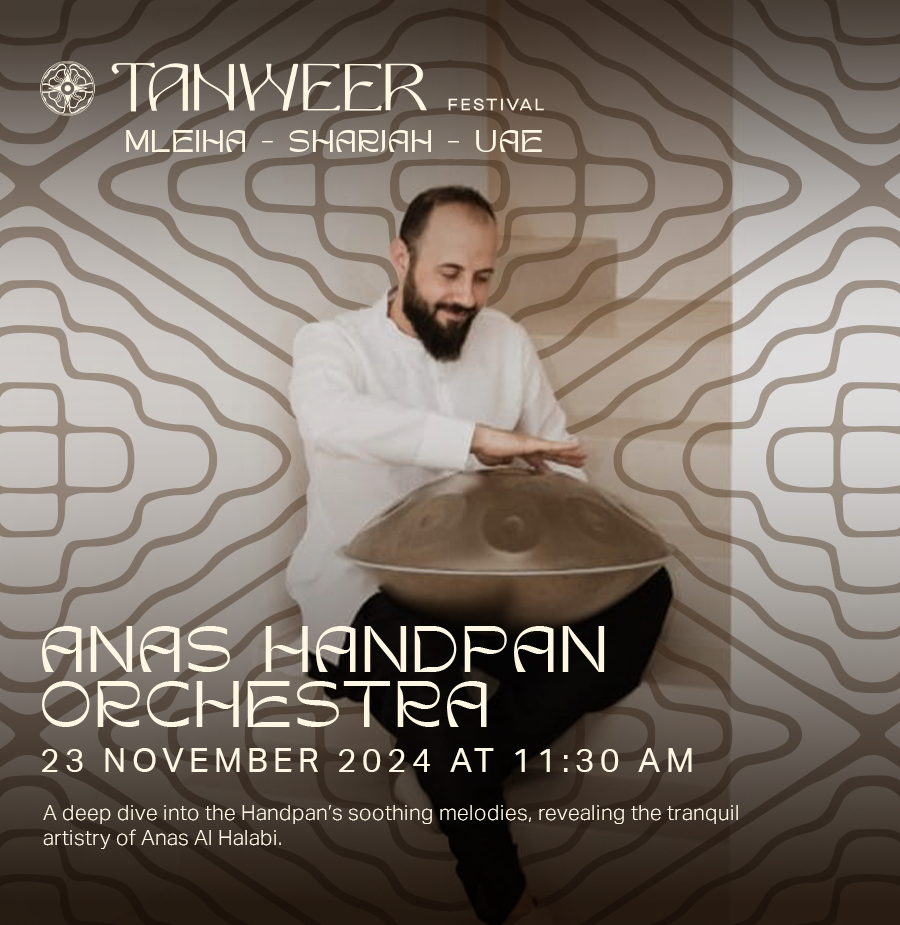 TANWEER FESTIVAL
MLEIHA - SHARJAH - UAE
ANAS HANDPAN
ORCHESTRA
23 NOVEMBER 2024 AT 11:30 AM
A deep dive into the Handpan's soothing melodies, revealing the tranquil
artistry of Anas Al Halabi.